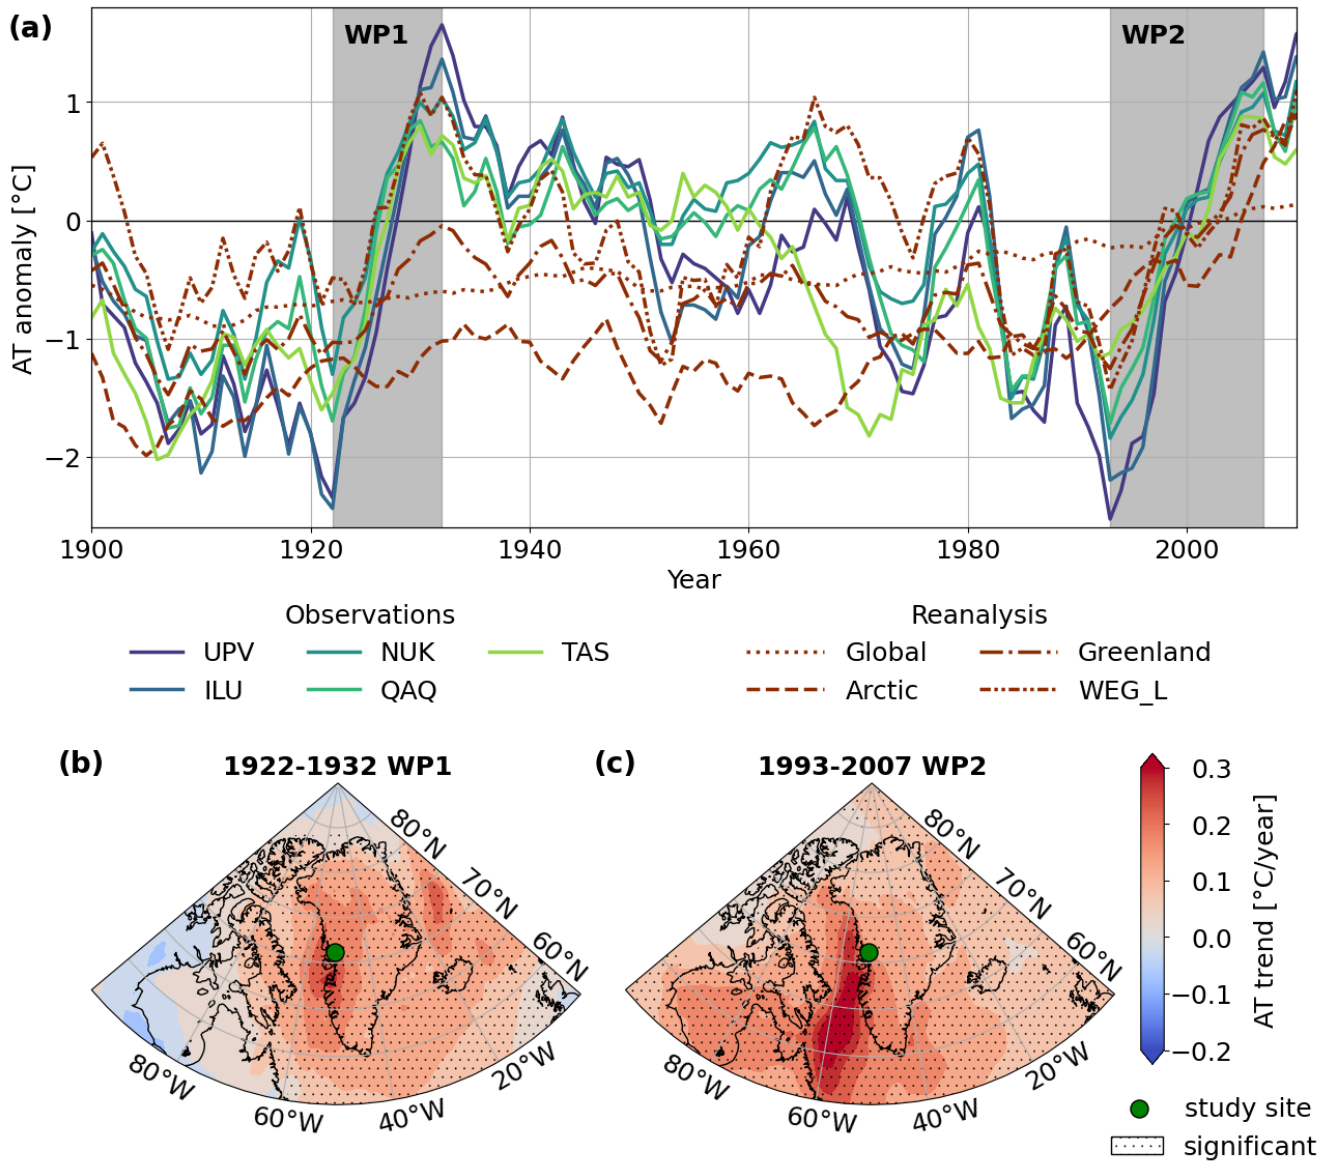 (a)
WP1
WP2
AT anomaly [°C]
1
0
−1
−2
1900 1920 1940 1960 1980 2000
Year
Observations
Reanalysis
UPV NUK TAS
Global Greenland
ILU QAQ
Arctic WEG_L
(b) 1922-1932 WP1
80°N
70°N
60°N
80°W
60°W
40°W
20°W
(c) 1993-2007 WP2
80°N
70°N
60°N
80°W
60°W
40°W
20°W
0.3
0.2
0.1
0.0
−0.1
−0.2
AT trend [°C/year]
study site
significant